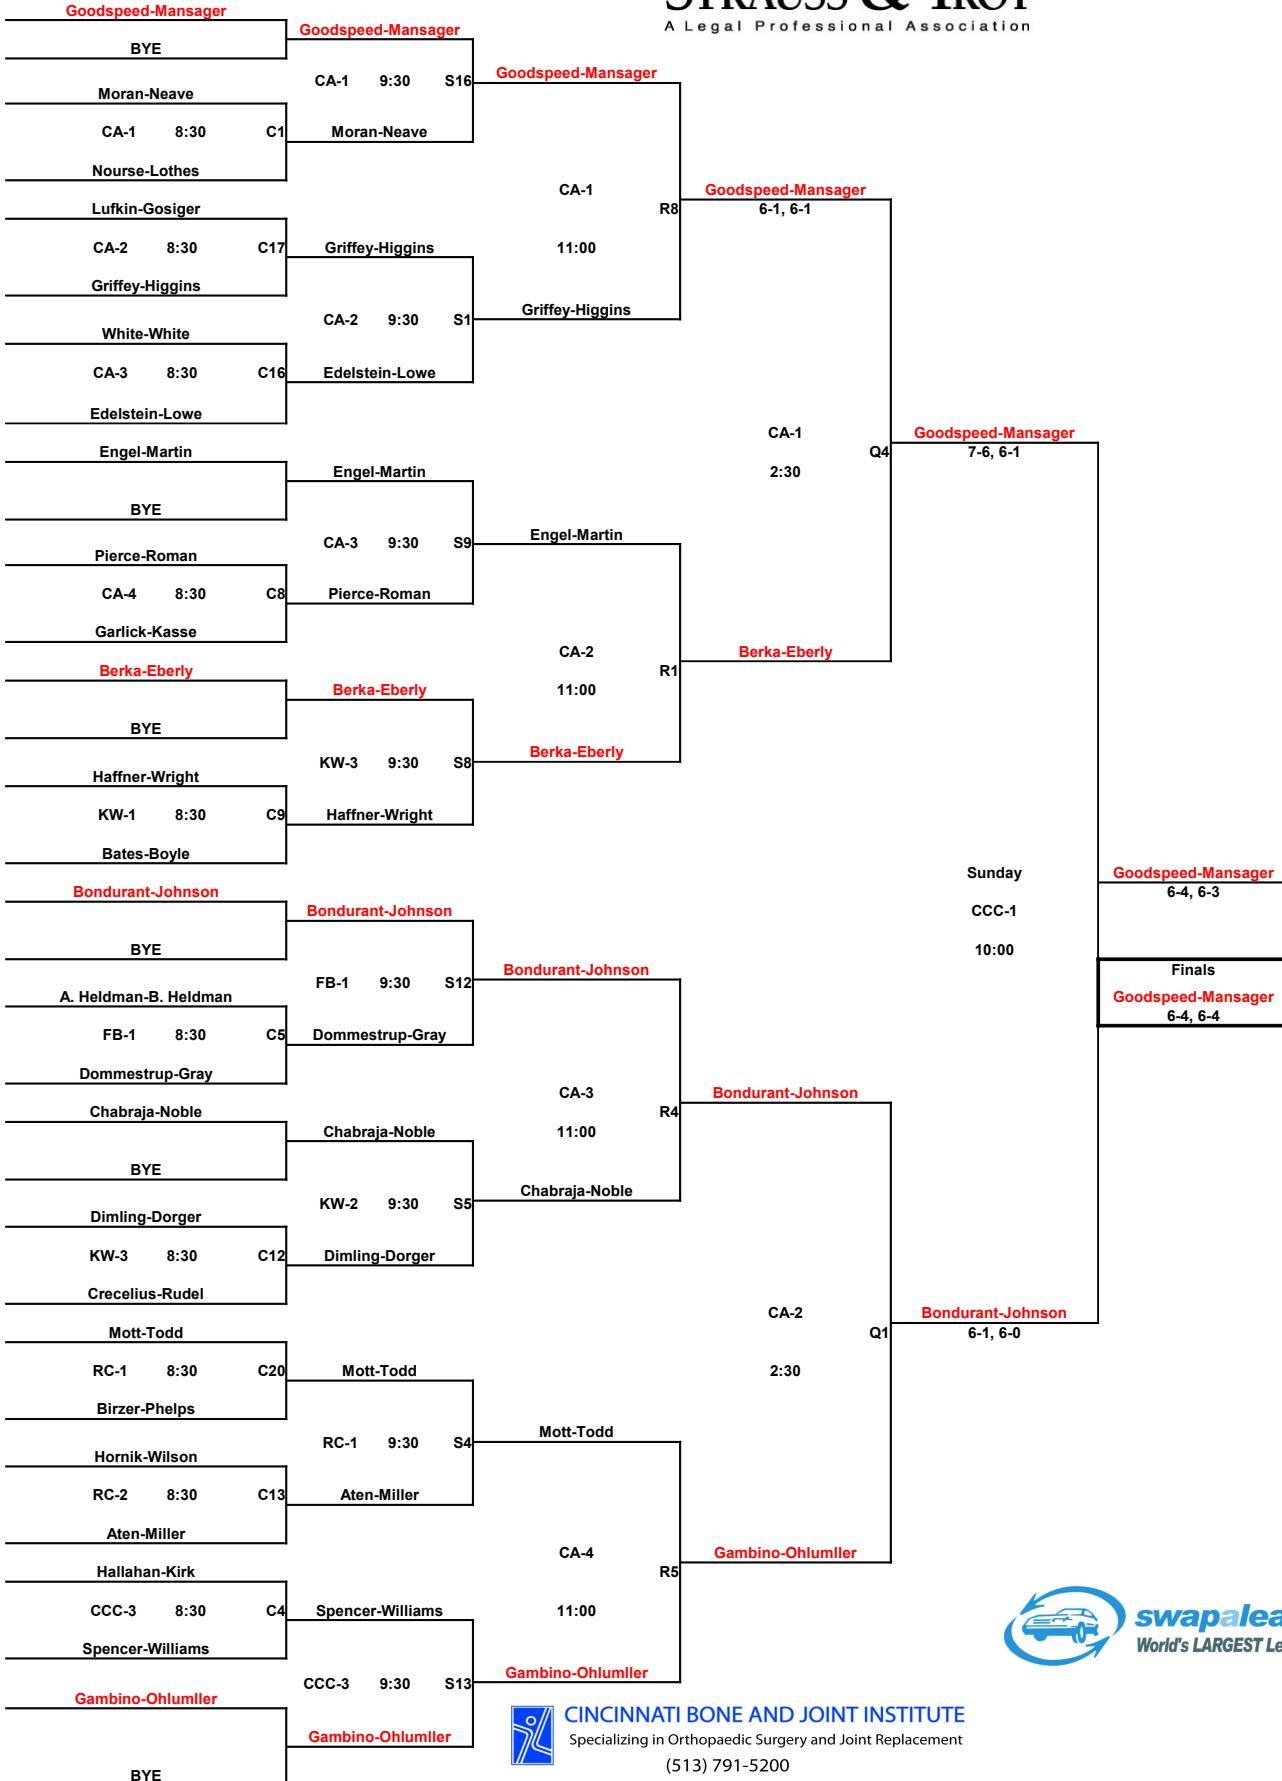 STRAUSS & TROY
A Legal Professional Association
Goodspeed-Mansager
Goodspeed-Mansager
BYE
CA-1 9:30 S16
Goodspeed-Mansager
Moran-Neave
CA-1 8:30 C1
Moran-Neave
Nourse-Lothes
CA-1
Goodspeed-Mansager
Lufkin-Gosiger
R8
6-1, 6-1
CA-2 8:30 C17
Griffey-Higgins
11:00
Griffey-Higgins
CA-2 9:30 S1
Griffey-Higgins
White-White
CA-3 8:30 C16
Edelstein-Lowe
Edelstein-Lowe
CA-1
Goodspeed-Mansager
Engel-Martin
Q4
7-6, 6-1
Engel-Martin
2:30
BYE
CA-3 9:30 S9
Engel-Martin
Pierce-Roman
CA-4 8:30 C8
Pierce-Roman
Garlick-Kasse
CA-2
Berka-Eberly
Berka-Eberly
R1
Berka-Eberly
11:00
BYE
KW-3 9:30 S8
Berka-Eberly
Haffner-Wright
KW-1 8:30 C9
Haffner-Wright
Bates-Boyle
Sunday
Goodspeed-Mansager
Bondurant-Johnson
6-4, 6-3
Bondurant-Johnson
CCC-1
BYE
10:00
FB-1 9:30 S12
Bondurant-Johnson
Finals
A. Heldman-B. Heldman
Goodspeed-Mansager
6-4, 6-4
FB-1 8:30 C5
Dommestrup-Gray
Dommestrup-Gray
CA-3
Bondurant-Johnson
Chabraja-Noble
R4
Chabraja-Noble
11:00
BYE
KW-2 9:30 S5
Chabraja-Noble
Dimling-Dorger
KW-3 8:30 C12
Dimling-Dorger
Crecelius-Rudel
CA-2
Bondurant-Johnson
Mott-Todd
Q1
6-1, 6-0
RC-1 8:30 C20
Mott-Todd
2:30
Birzer-Phelps
RC-1 9:30 S4
Mott-Todd
Hornik-Wilson
RC-2 8:30 C13
Aten-Miller
Aten-Miller
CA-4
Gambino-Ohlumller
Hallahan-Kirk
R5
CCC-3 8:30 C4
Spencer-Williams
11:00
Spencer-Williams
CCC-3 9:30 S13
Gambino-Ohlumller
Gambino-Ohlumller
Gambino-Ohlumller
BYE
swapalea
World's LARGEST Le
CINCINNATI BONE AND JOINT INSTITUTE
Specializing in Orthopaedic Surgery and Joint Replacement
(513) 791-5200